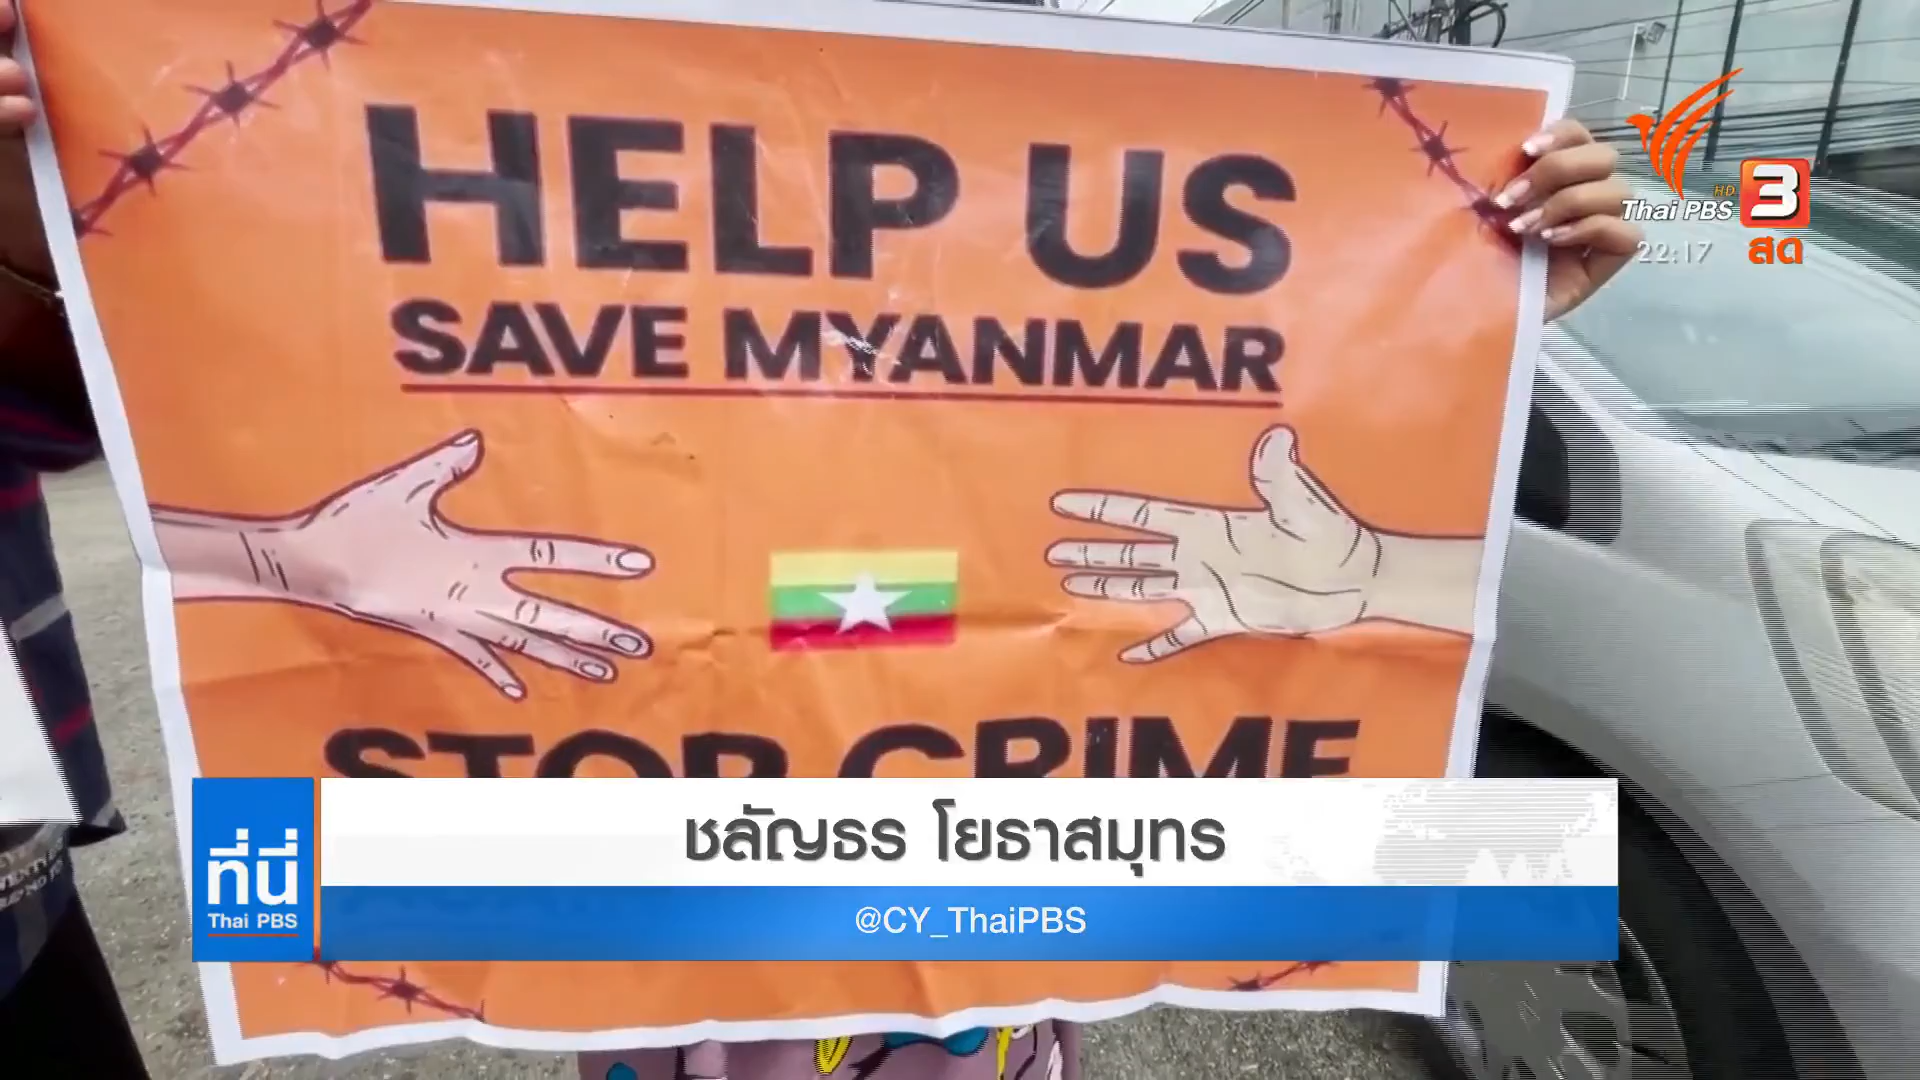 HELP US
SAVE MYANMAR
STOP CRIME
HD
Thai PBS
3
22:17
สด
ที่นี่
Thai PBS
ชลัญธร โยธาสมุทร
@CY_ThaiPBS